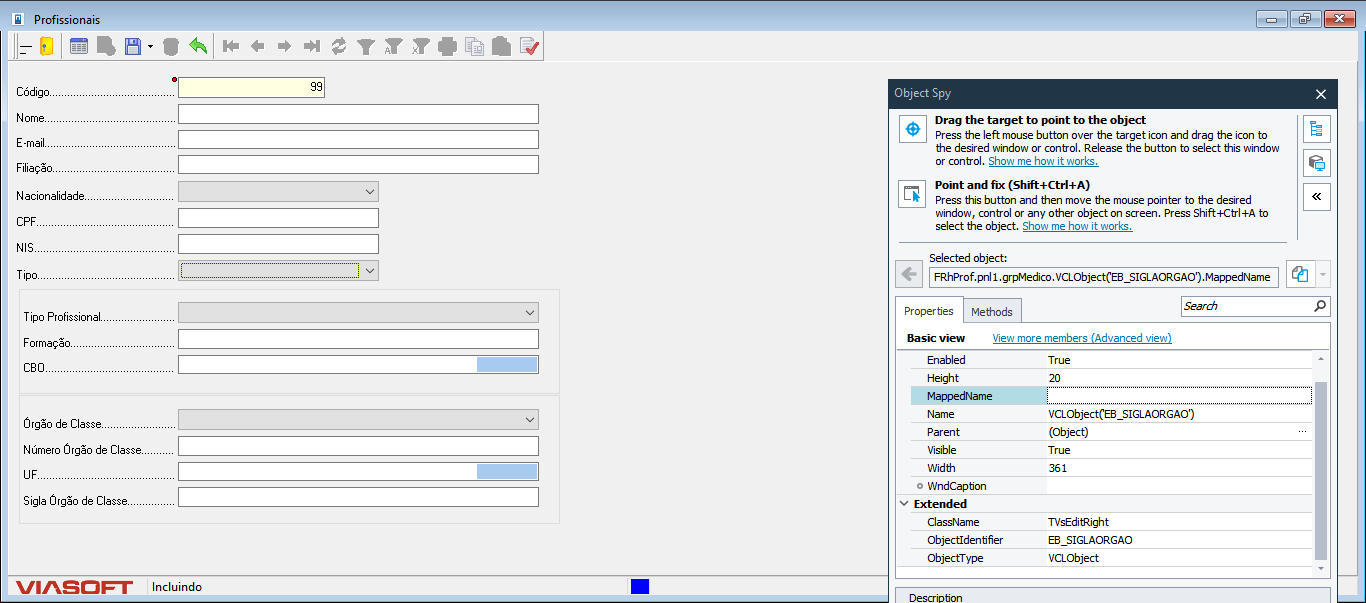 Profissionais
Código
99
Nome
E-mail
Filiação
Nacionalidade
CPF
NIS
Tipo
Tipo Profissional
Formação
CBO
Órgão de Classe
Número Órgão de Classe
UF
Sigla Órgão de Classe
VIASOFT
Incluindo
Object Spy
Drag the target to point to the object
Press the left mouse button over the target icon and drag the icon to
the desired window or control. Release the button to select this window
or control. Show me how it works.
Point and fix (Shift+Ctrl+A)
Press this button and then move the mouse pointer to the desired
window, control or any other object on screen. Press Shift+Ctrl+A to
select the object. Show me how it works.
Selected object:
FRhProf.pnl1.grpMedico.VCLObject('EB_SIGLAORGAO').MappedName
Properties
Methods
Search
Basic view
View more members (Advanced view)
Enabled True
Height 20
MappedName
Name VCLObject('EB_SIGLAORGAO')
Parent (Object) ...
Visible True
Width 361
WndCaption
Extended
ClassName TVsEditRight
ObjectIdentifier EB_SIGLAORGAO
ObjectType VCLObject
Description